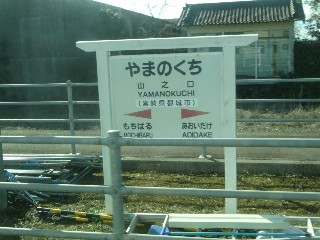 やまのくち
山之口
YAMANOKUCHI
(宮崎県都城市)
もちばる あおいだけ
MOCHIBARU AOIDAKE